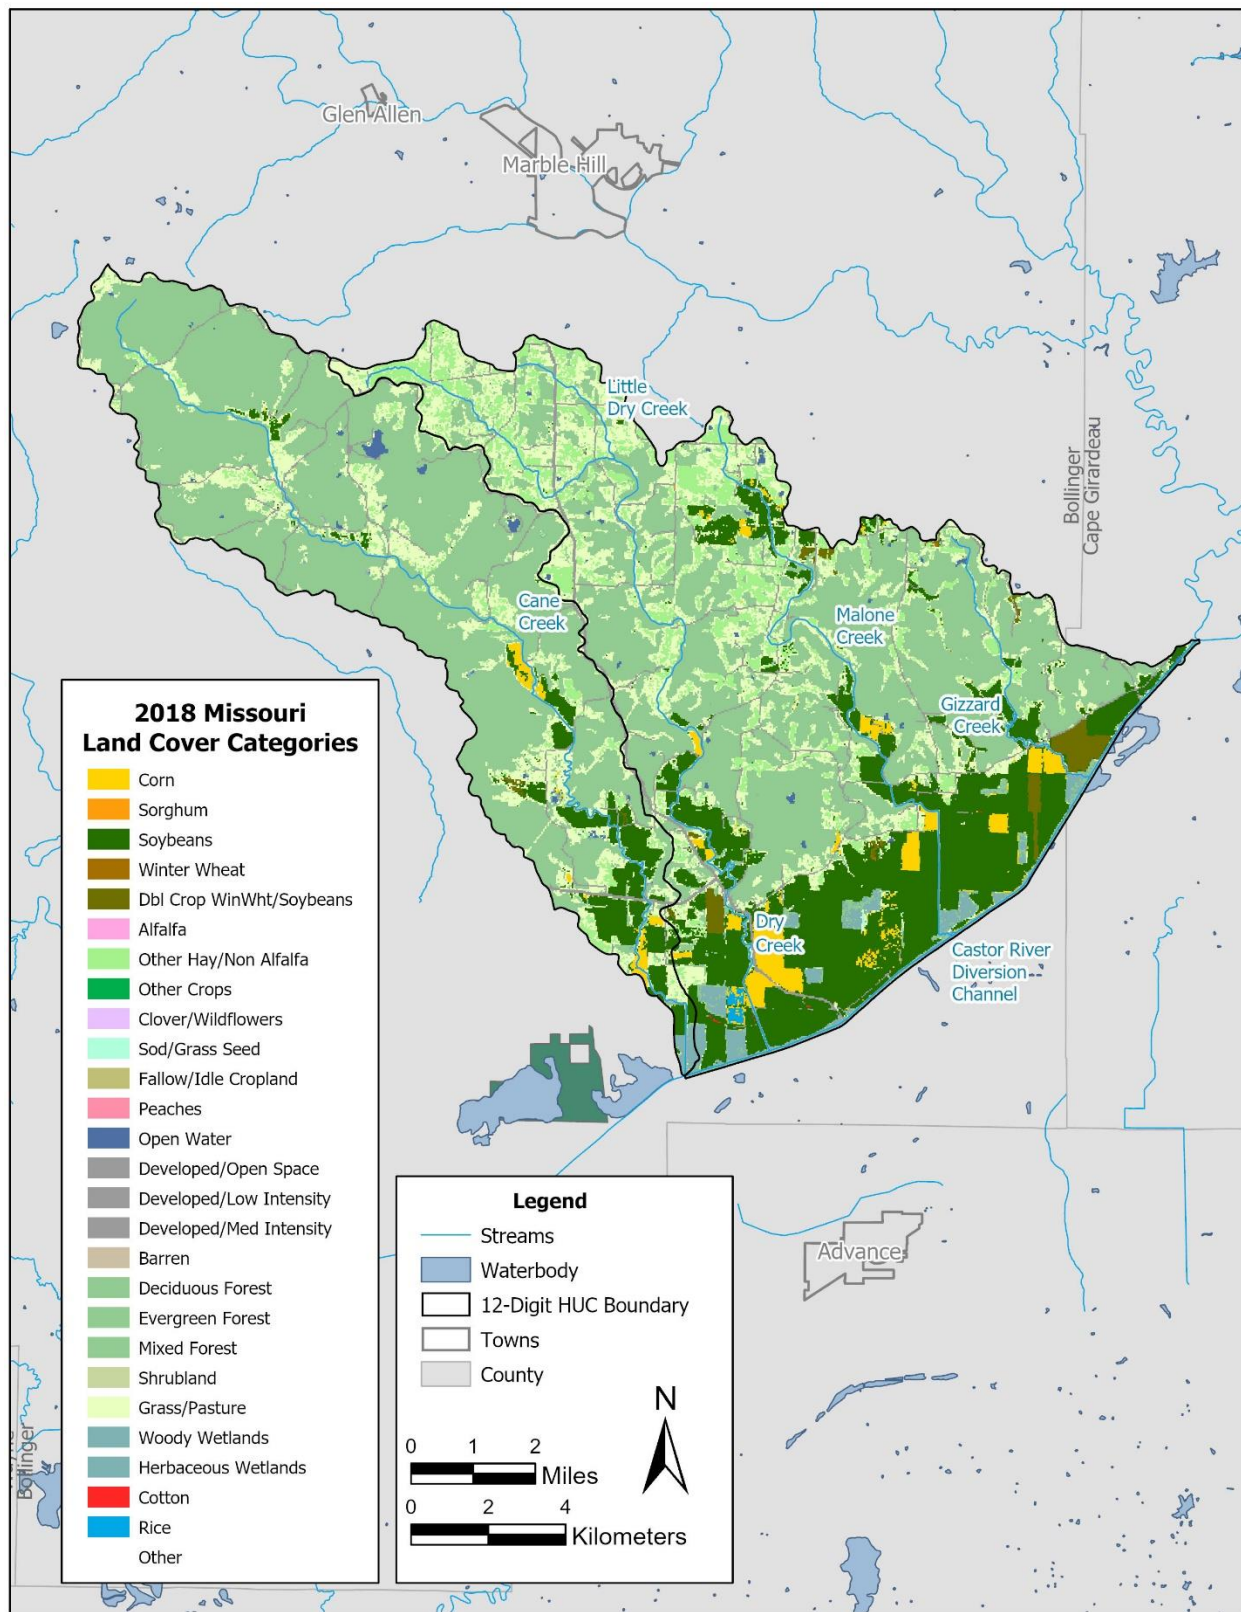 Glen Allen
Marble Hill
Little
Dry Creek
Bollinger
Cape Girardeau
Cane
Creek
Malone
Creek
Gizzard
Creek
Dry
Creek
Castor River
Diversion
Channel
Advance
2018 Missouri
Land Cover Categories
Corn
Sorghum
Soybeans
Winter Wheat
Dbl Crop WinWht/Soybeans
Alfalfa
Other Hay/Non Alfalfa
Other Crops
Clover/Wildflowers
Sod/Grass Seed
Fallow/Idle Cropland
Peaches
Open Water
Developed/Open Space
Developed/Low Intensity
Developed/Med Intensity
Barren
Deciduous Forest
Evergreen Forest
Mixed Forest
Shrubland
Grass/Pasture
Woody Wetlands
Herbaceous Wetlands
Cotton
Rice
Other
Legend
Streams
Waterbody
12-Digit HUC Boundary
Towns
County
N
0 1 2
Miles
0 2 4
Kilometers
Bollinger